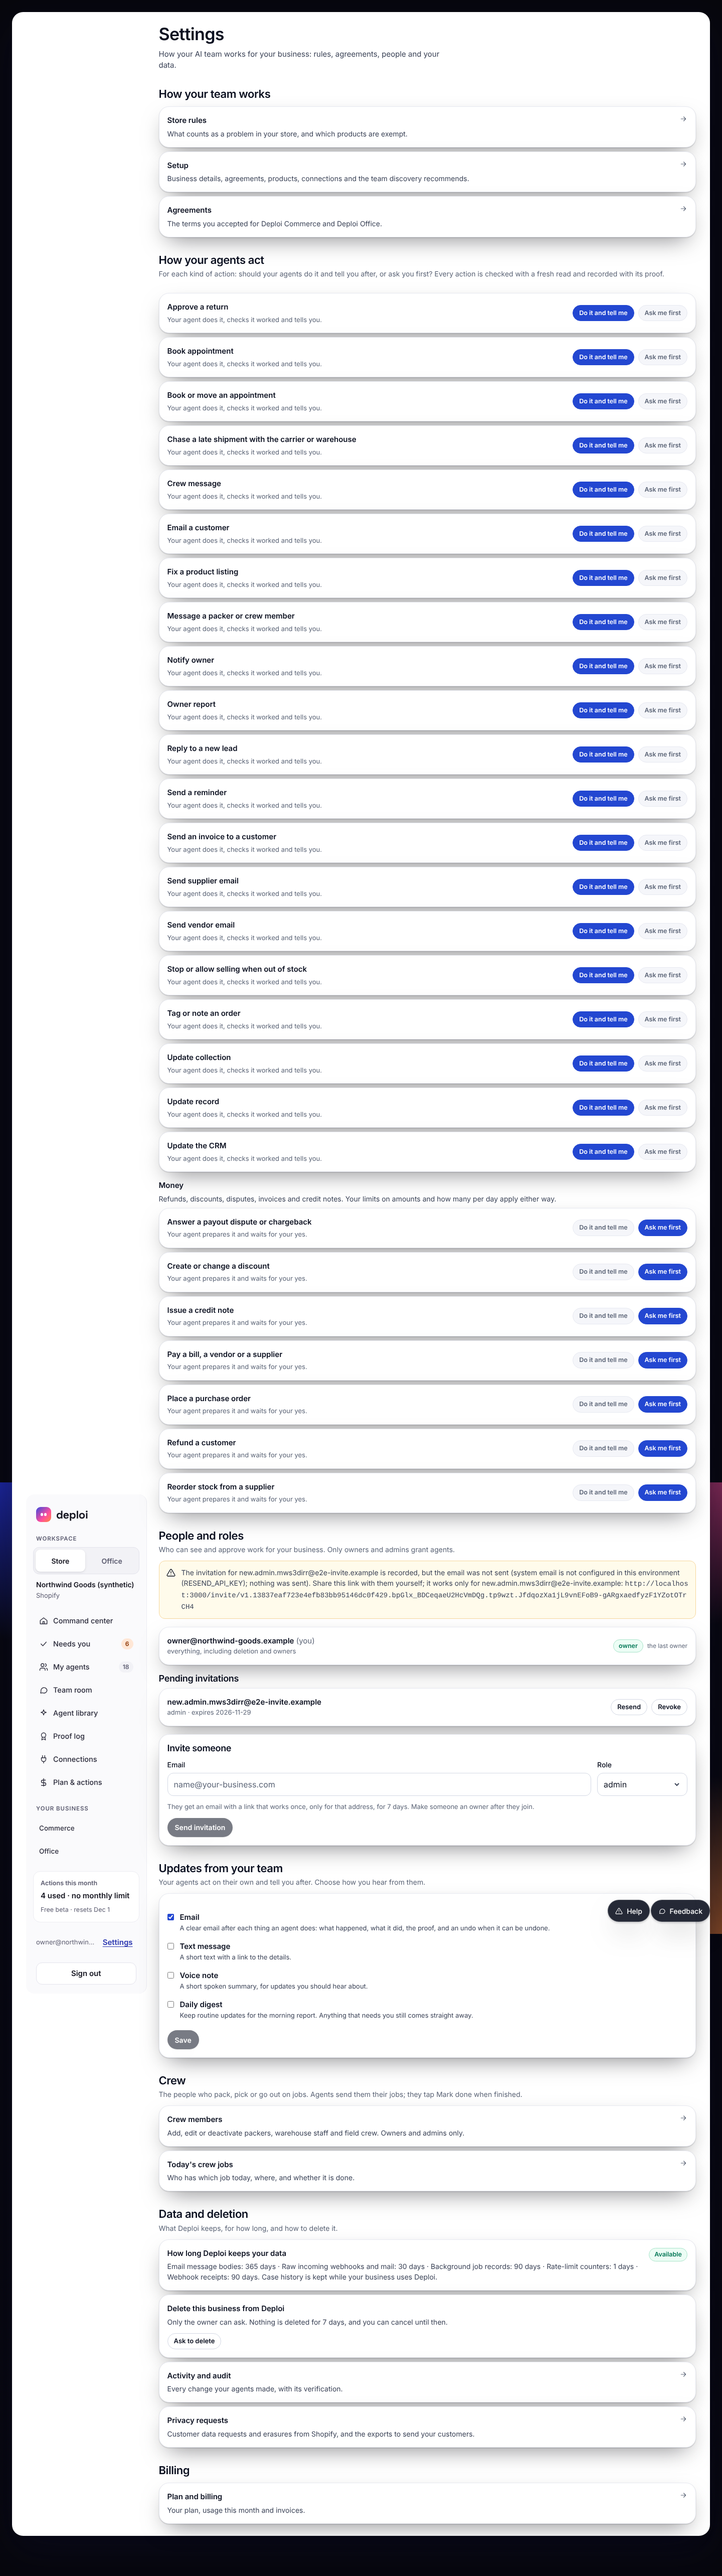 Settings
How your AI team works for your business: rules, agreements, people and your
data.
How your team works
Store rules
What counts as a problem in your store, and which products are exempt.
Setup
Business details, agreements, products, connections and the team discovery recommends.
Agreements
The terms you accepted for Deploi Commerce and Deploi Office.
How your agents act
For each kind of action: should your agents do it and tell you after, or ask you first? Every action is checked with a fresh read and recorded with its proof.
Approve a return
Your agent does it, checks it worked and tells you.
Do it and tell me
Ask me first
Book appointment
Your agent does it, checks it worked and tells you.
Do it and tell me
Ask me first
Book or move an appointment
Your agent does it, checks it worked and tells you.
Do it and tell me
Ask me first
Chase a late shipment with the carrier or warehouse
Your agent does it, checks it worked and tells you.
Do it and tell me
Ask me first
Crew message
Your agent does it, checks it worked and tells you.
Do it and tell me
Ask me first
Email a customer
Your agent does it, checks it worked and tells you.
Do it and tell me
Ask me first
Fix a product listing
Your agent does it, checks it worked and tells you.
Do it and tell me
Ask me first
Message a packer or crew member
Your agent does it, checks it worked and tells you.
Do it and tell me
Ask me first
Notify owner
Your agent does it, checks it worked and tells you.
Do it and tell me
Ask me first
Owner report
Your agent does it, checks it worked and tells you.
Do it and tell me
Ask me first
Reply to a new lead
Your agent does it, checks it worked and tells you.
Do it and tell me
Ask me first
Send a reminder
Your agent does it, checks it worked and tells you.
Do it and tell me
Ask me first
Send an invoice to a customer
Your agent does it, checks it worked and tells you.
Do it and tell me
Ask me first
Send supplier email
Your agent does it, checks it worked and tells you.
Do it and tell me
Ask me first
Send vendor email
Your agent does it, checks it worked and tells you.
Do it and tell me
Ask me first
Stop or allow selling when out of stock
Your agent does it, checks it worked and tells you.
Do it and tell me
Ask me first
Tag or note an order
Your agent does it, checks it worked and tells you.
Do it and tell me
Ask me first
Update collection
Your agent does it, checks it worked and tells you.
Do it and tell me
Ask me first
Update record
Your agent does it, checks it worked and tells you.
Do it and tell me
Ask me first
Update the CRM
Your agent does it, checks it worked and tells you.
Do it and tell me
Ask me first
Money
Refunds, discounts, disputes, invoices and credit notes. Your limits on amounts and how many per day apply either way.
Answer a payout dispute or chargeback
Your agent prepares it and waits for your yes.
Do it and tell me
Ask me first
Create or change a discount
Your agent prepares it and waits for your yes.
Do it and tell me
Ask me first
Issue a credit note
Your agent prepares it and waits for your yes.
Do it and tell me
Ask me first
Pay a bill, a vendor or a supplier
Your agent prepares it and waits for your yes.
Do it and tell me
Ask me first
Place a purchase order
Your agent prepares it and waits for your yes.
Do it and tell me
Ask me first
Refund a customer
Your agent prepares it and waits for your yes.
Do it and tell me
Ask me first
Reorder stock from a supplier
Your agent prepares it and waits for your yes.
Do it and tell me
Ask me first
deploi
WORKSPACE
Store
Office
Northwind Goods (synthetic)
Shopify
Command center
Needs you
6
My agents
18
Team room
Agent library
Proof log
Connections
Plan & actions
YOUR BUSINESS
Commerce
Office
Actions this month
4 used · no monthly limit
Free beta · resets Dec 1
owner@northwin...
Settings
Sign out
People and roles
Who can see and approve work for your business. Only owners and admins grant agents.
The invitation for new.admin.mws3dirr@e2e-invite.example is recorded, but the email was not sent (system email is not configured in this environment
(RESEND_API_KEY); nothing was sent). Share this link with them yourself; it works only for new.admin.mws3dirr@e2e-invite.example: http://localhos
owner@northwind-goods.example (you)
everything, including deletion and owners
owner
the last owner
Pending invitations
new.admin.mws3dirr@e2e-invite.example
admin · expires 2026-11-29
Resend
Revoke
Invite someone
Email
Role
name@your-business.com
admin
They get an email with a link that works once, only for that address, for 7 days. Make someone an owner after they join.
Send invitation
Updates from your team
Your agents act on their own and tell you after. Choose how you hear from them.
Help
Feedback
Email
A clear email after each thing an agent does: what happened, what it did, the proof, and an undo when it can be undone.
Text message
A short text with a link to the details.
Voice note
A short spoken summary, for updates you should hear about.
Daily digest
Keep routine updates for the morning report. Anything that needs you still comes straight away.
Save
Crew
The people who pack, pick or go out on jobs. Agents send them their jobs; they tap Mark done when finished.
Crew members
Add, edit or deactivate packers, warehouse staff and field crew. Owners and admins only.
Today's crew jobs
Who has which job today, where, and whether it is done.
Data and deletion
What Deploi keeps, for how long, and how to delete it.
How long Deploi keeps your data
Available
Email message bodies: 365 days · Raw incoming webhooks and mail: 30 days · Background job records: 90 days · Rate-limit counters: 1 days ·
Webhook receipts: 90 days. Case history is kept while your business uses Deploi.
Delete this business from Deploi
Only the owner can ask. Nothing is deleted for 7 days, and you can cancel until then.
Ask to delete
Activity and audit
Every change your agents made, with its verification.
Privacy requests
Customer data requests and erasures from Shopify, and the exports to send your customers.
Billing
Plan and billing
Your plan, usage this month and invoices.